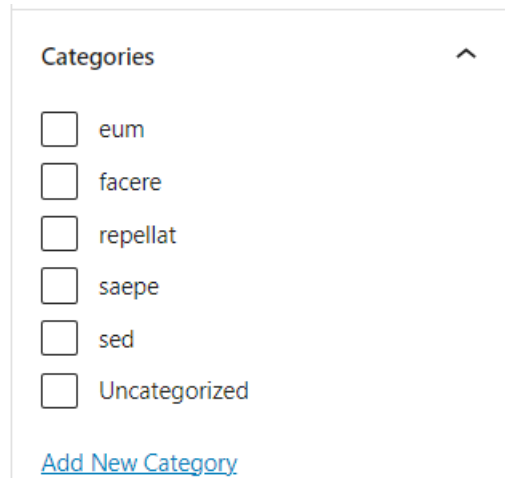 Categories
eum
facere
repellat
saepe
sed
Uncategorized
Add New Category